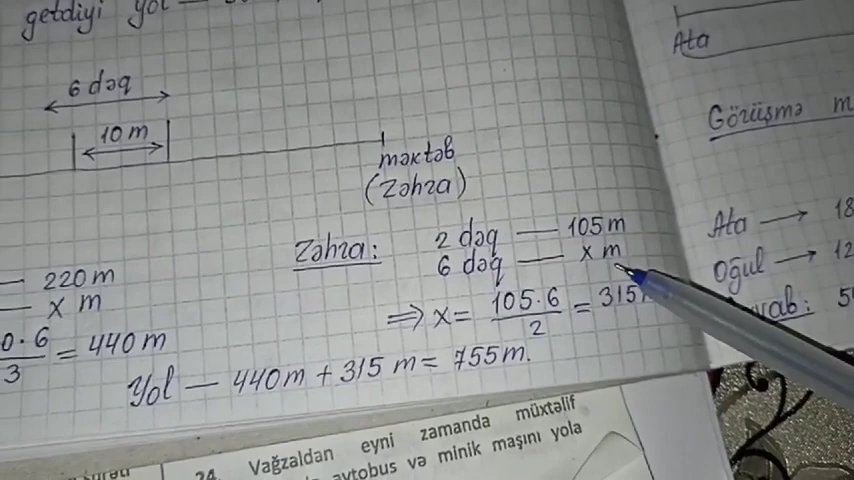 getdiyi yol —
6 dəq
10 m
məktəb
(Zəhra)
— 220 m
— x m
0·6/3 = 440 m
Zəhra: 2 dəq — 105 m
6 dəq — x m
⇒ x = 105·6/2 = 315
Yol — 440 m + 315 m = 755 m.
Ata
Görüşmə m
Ata → 18
Oğul → 12
vab: 5
24. Vağzaldan eyni zamanda müxtəlif
avtobus və minik maşını yola